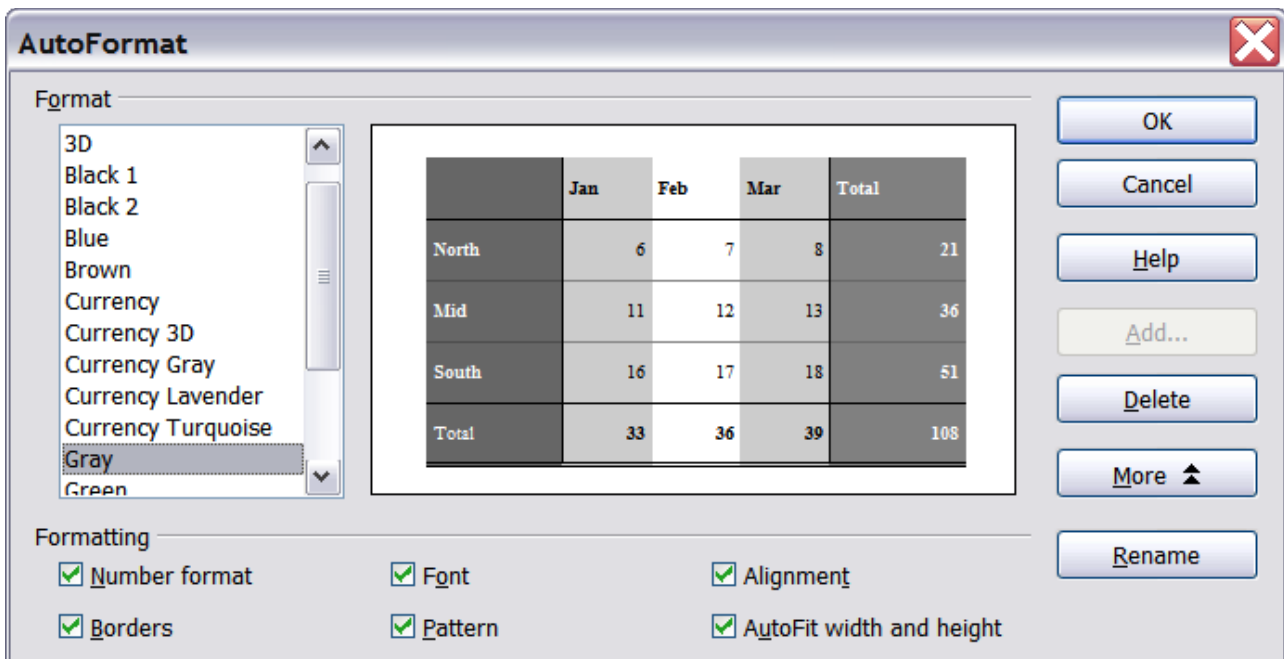 AutoFormat
Format
3D
Black 1
Black 2
Blue
Brown
Currency
Currency 3D
Currency Gray
Currency Lavender
Currency Turquoise
Gray
Green
Jan Feb Mar Total
North 6 7 8 21
Mid 11 12 13 36
South 16 17 18 51
Total 33 36 39 108
OK
Cancel
Help
Add...
Delete
More
Rename
Formatting
Number format Font Alignment
Borders Pattern AutoFit width and height